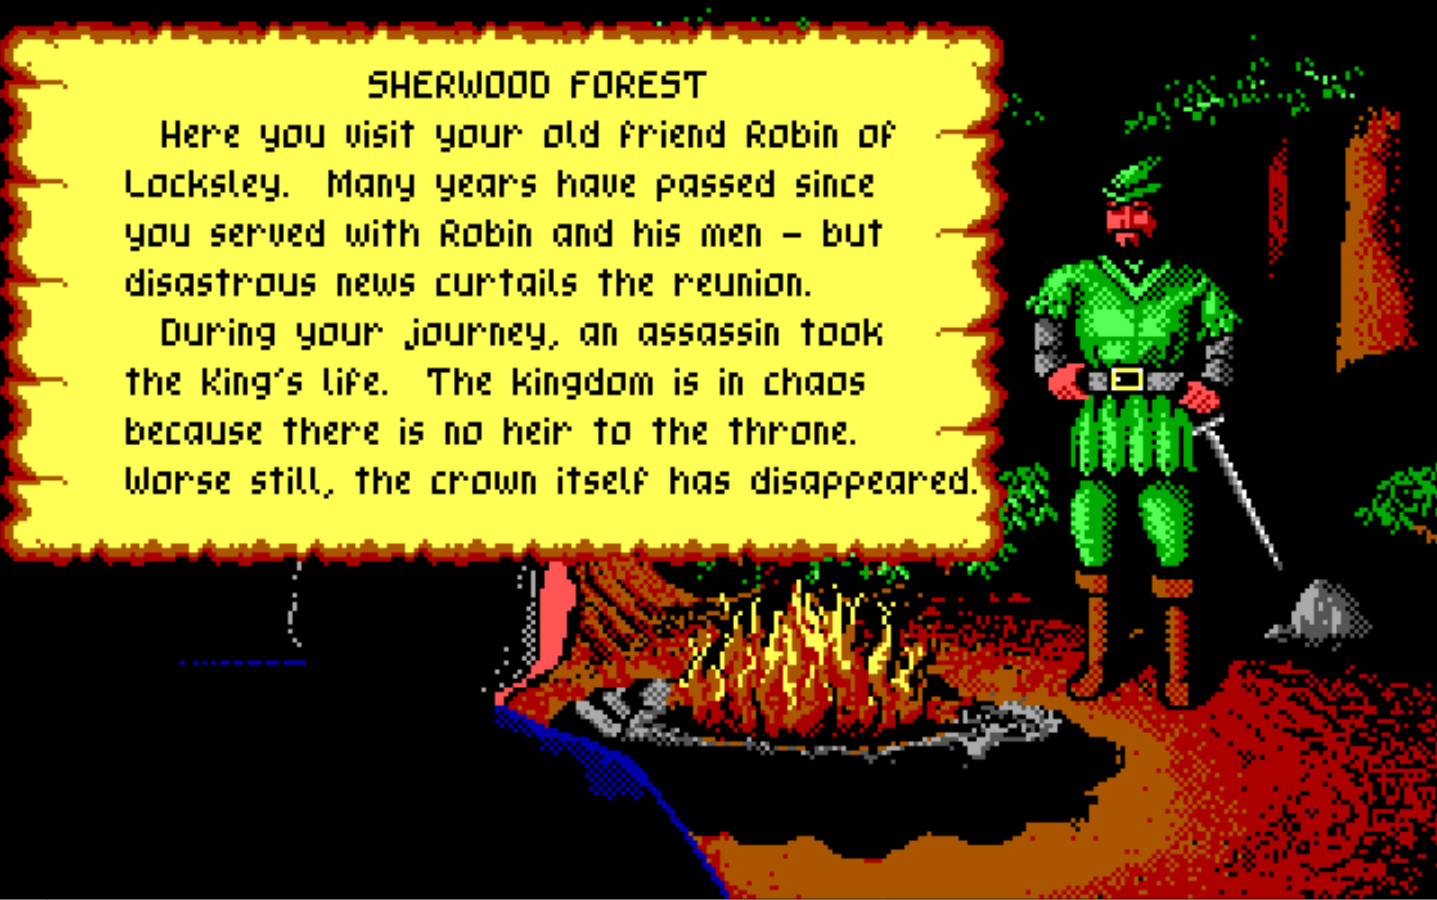 SHERWOOD FOREST
Here you visit your old friend Robin of
Locksley. Many years have passed since
you served with Robin and his men - but
disastrous news curtails the reunion.
During your journey, an assassin took
the King's life. The kingdom is in chaos
because there is no heir to the throne.
Worse still, the crown itself has disappeared.